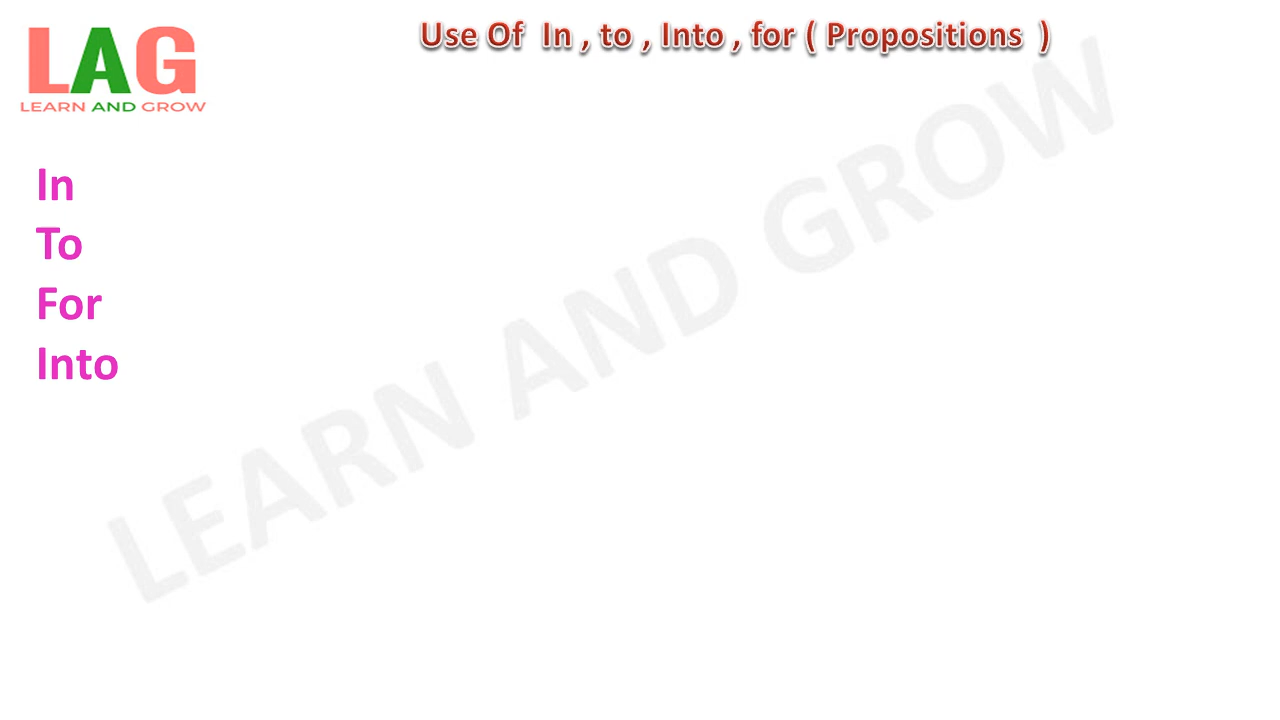 LAG
LEARN AND GROW
Use Of In , to , Into , for ( Propositions )
In
To
For
Into
LEARN AND GROW